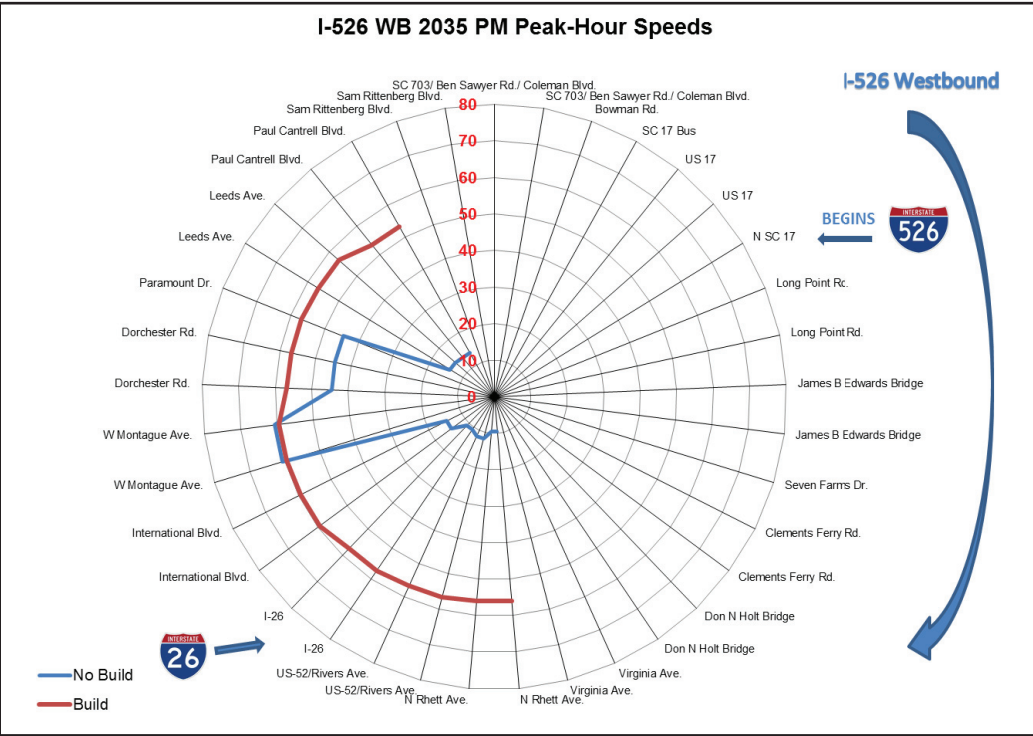 I-526 WB 2035 PM Peak-Hour Speeds
I-526 Westbound
SC 703/ Ben Sawyer Rd./ Coleman Blvd.
SC 703/ Ben Sawyer Rd./ Coleman Blvd.
Bowman Rd.
SC 17 Bus
US 17
US 17
N SC 17
BEGINS
INTERSTATE
526
Long Point Rd.
Long Point Rd.
James B Edwards Bridge
James B Edwards Bridge
Seven Farms Dr.
Clements Ferry Rd.
Clements Ferry Rd.
Don N Holt Bridge
Don N Holt Bridge
Virginia Ave.
Virginia Ave.
N Rhett Ave.
N Rhett Ave.
US-52/Rivers Ave.
US-52/Rivers Ave.
I-26
I-26
INTERSTATE
26
International Blvd.
International Blvd.
W Montague Ave.
W Montague Ave.
Dorchester Rd.
Dorchester Rd.
Paramount Dr.
Leeds Ave.
Leeds Ave.
Paul Cantrell Blvd.
Paul Cantrell Blvd.
Sam Rittenberg Blvd.
Sam Rittenberg Blvd.
80
70
60
50
40
30
20
10
0
No Build
Build